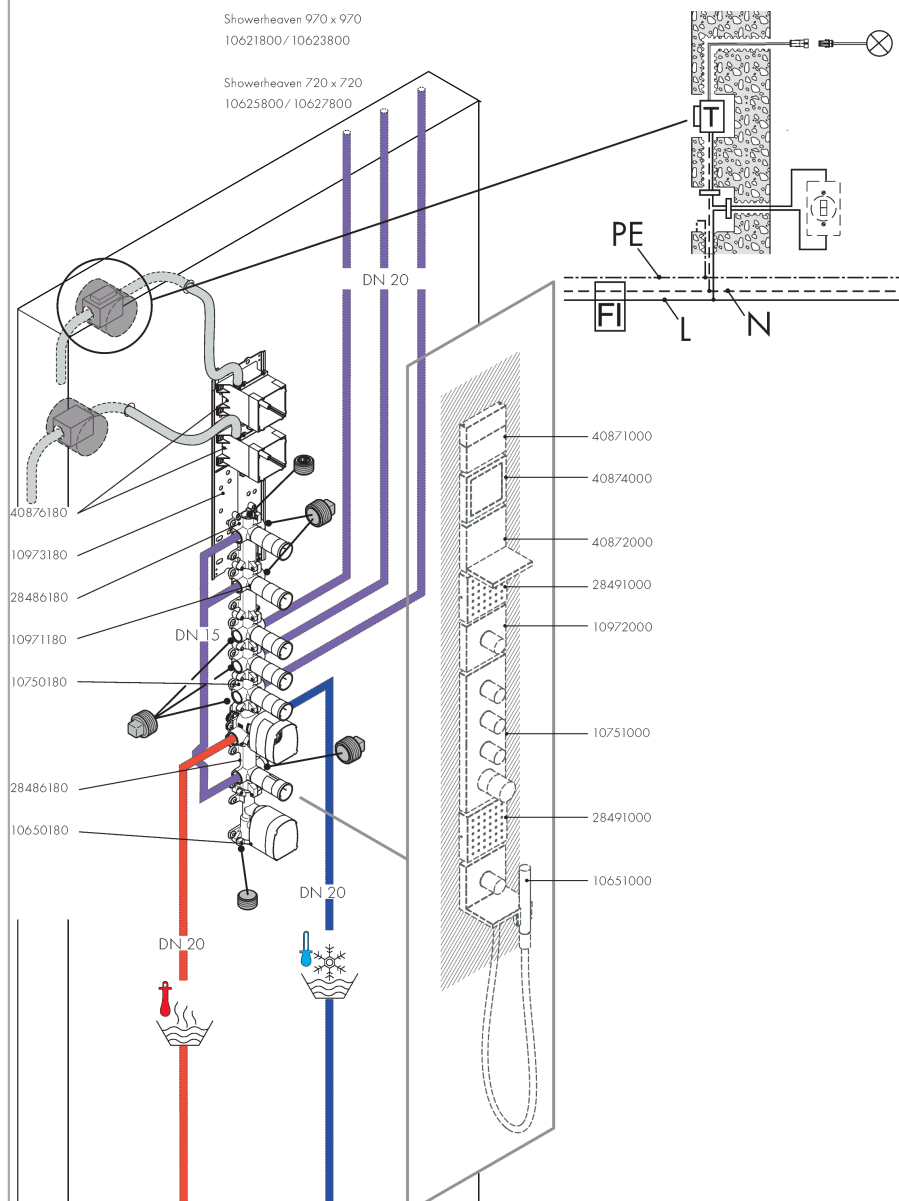 Showerheaven 970 x 970
10621800 / 10623800
Showerheaven 720 x 720
10625800 / 10627800
T
PE
DN 20
FI
L
N
40871000
40874000
40876180
10973180
40872000
28486180
28491000
10971180
10972000
DN 15
10750180
10751000
28486180
28491000
10650180
10651000
DN 20
DN 20